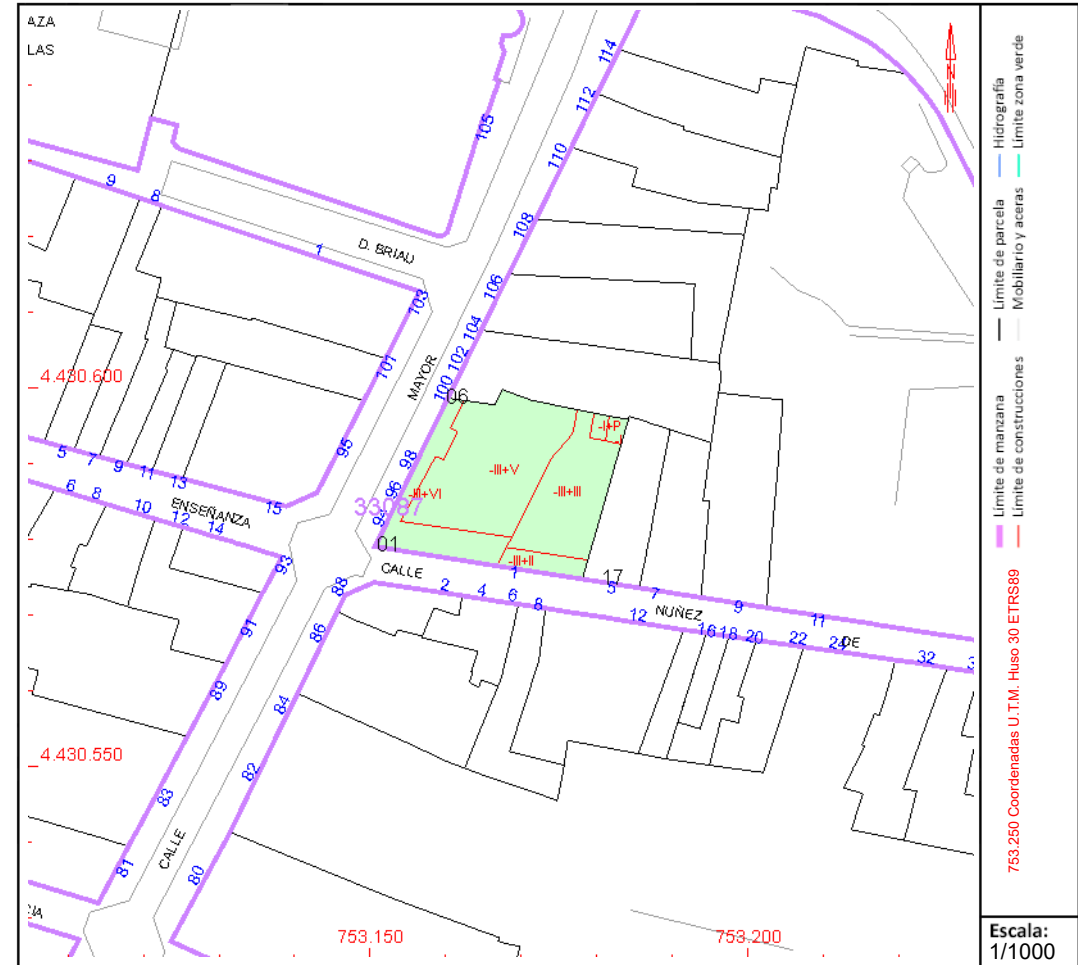 AZA
LAS
105
114
112
110
108
106
104
102
100
98
96
94
9
8
1
D. BRIAU
103
101
95
MAYOR
4.430.600
06
-I+P
-III+V
-III+III
-II+VI
33087
-III+II
01
17
5
7
9
11
13
15
ENSEÑANZA
6
8
10
12
14
93
91
89
83
81
CALLE
1
5
7
9
11
CALLE
NUÑEZ
DE
2
4
6
8
12
16
18
20
22
24
32
3
88
86
84
82
80
4.430.550
CALLE
753.150
753.200
N
Hidrografia
Límite zona verde
Límite de parcela
Mobiliario y aceras
Límite de manzana
Límite de construcciones
753.250 Coordenadas U.T.M. Huso 30 ETRS89
Escala:
1/1000